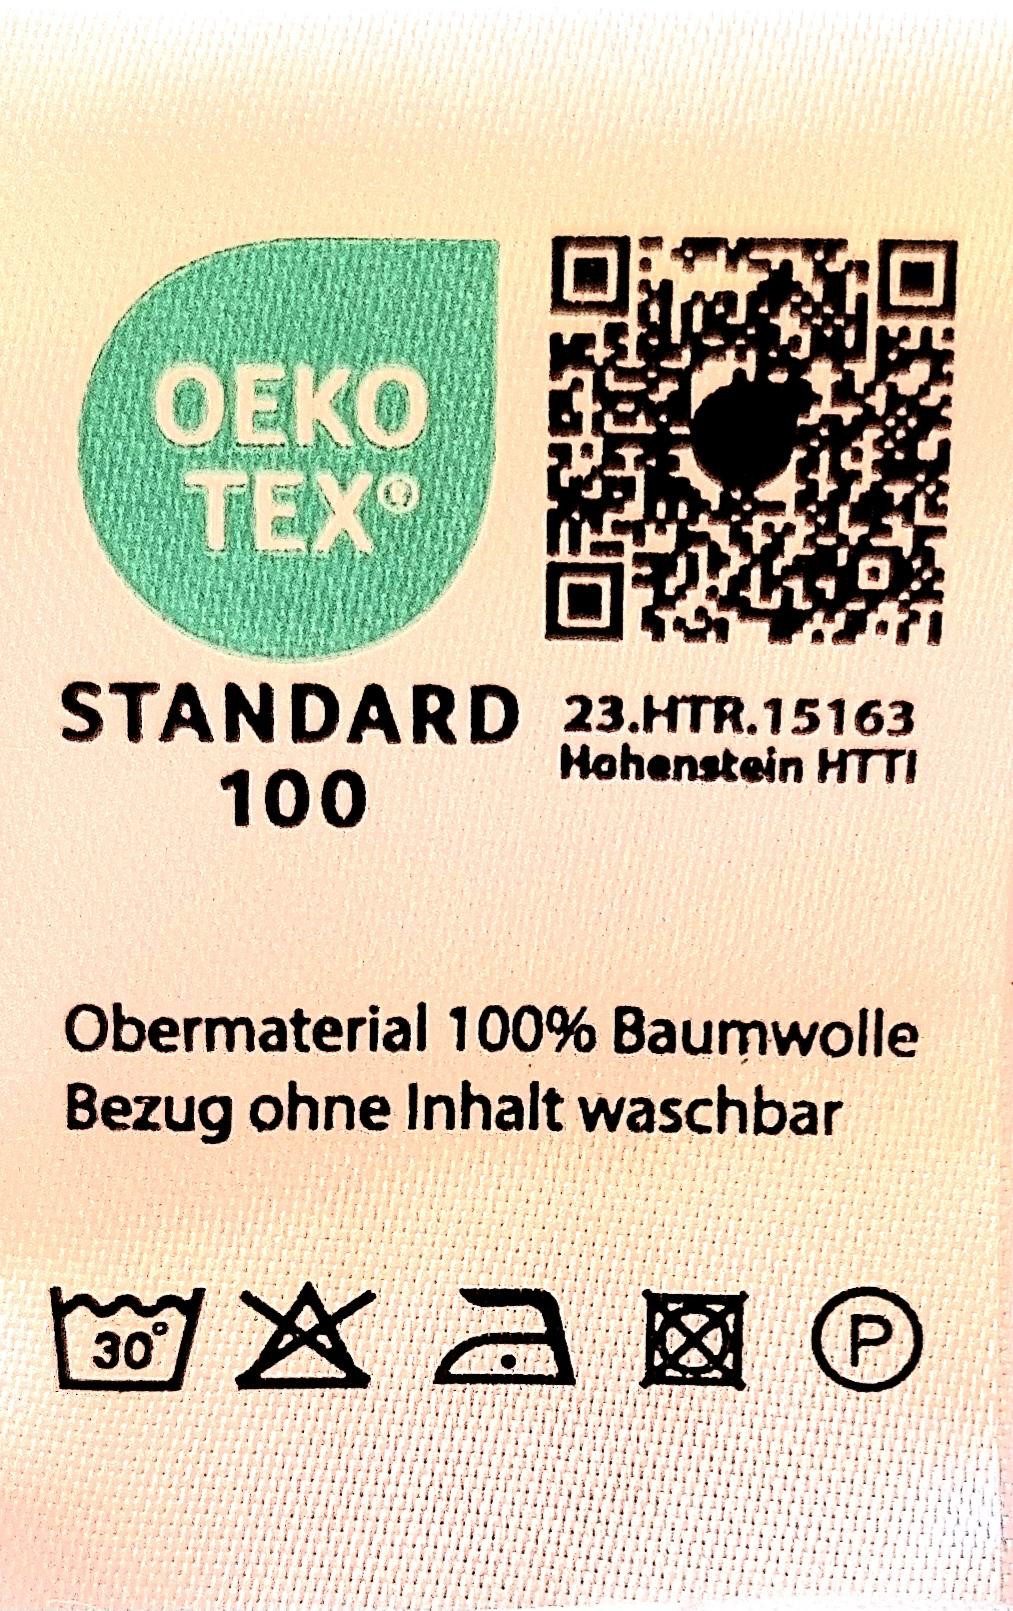 OEKO
TEX®
STANDARD
100
23.HTR.15163
Hohenstein HTTI
Obermaterial 100% Baumwolle
Bezug ohne Inhalt waschbar
30°
P